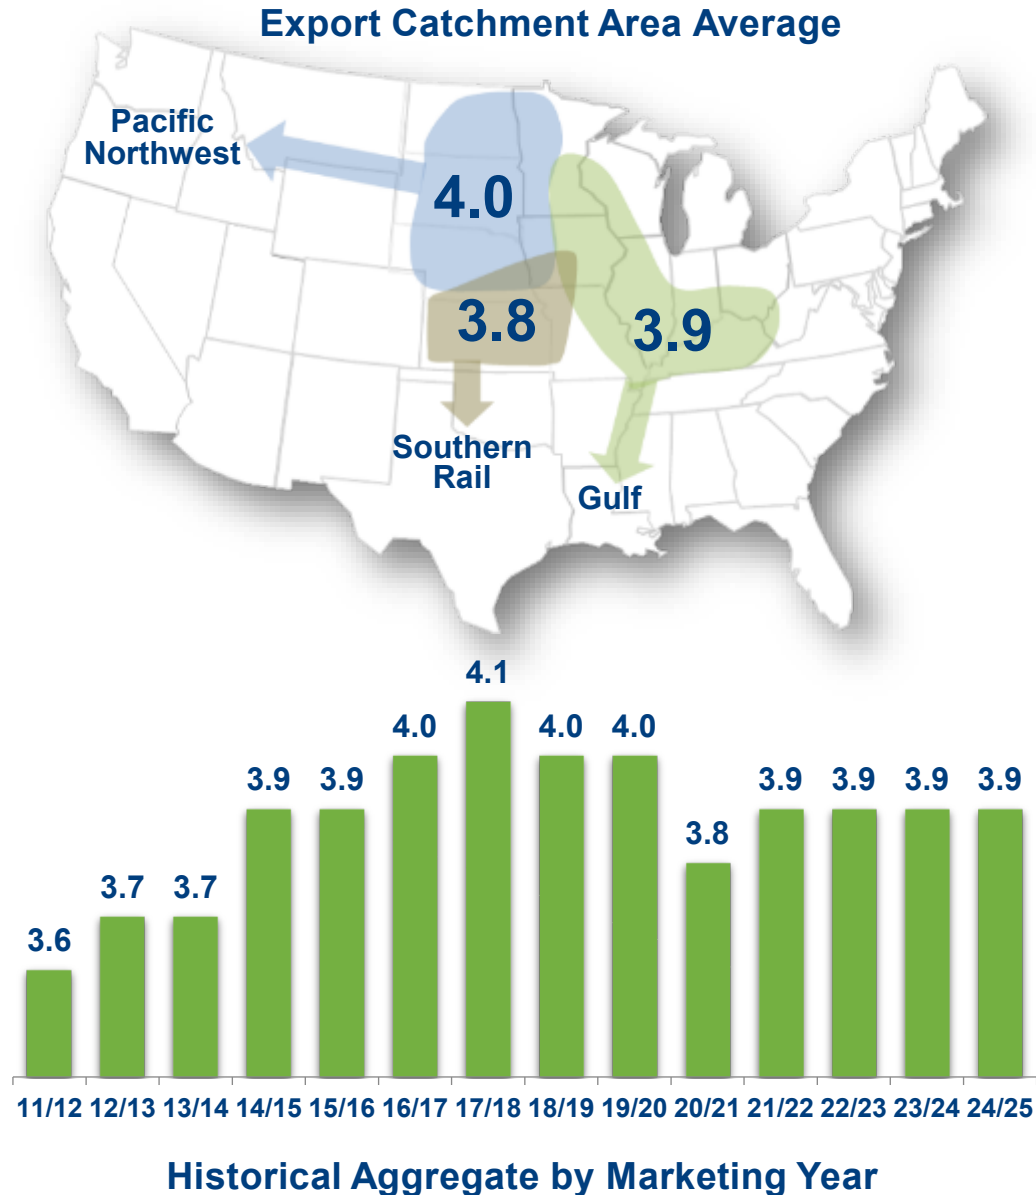 Export Catchment Area Average
Pacific
Northwest
4.0
3.8
3.9
Southern
Rail
Gulf
4.1
4.0
4.0
4.0
3.9
3.9
3.9
3.9
3.9
3.9
3.8
3.7
3.7
3.6
11/12 12/13 13/14 14/15 15/16 16/17 17/18 18/19 19/20 20/21 21/22 22/23 23/24 24/25
Historical Aggregate by Marketing Year